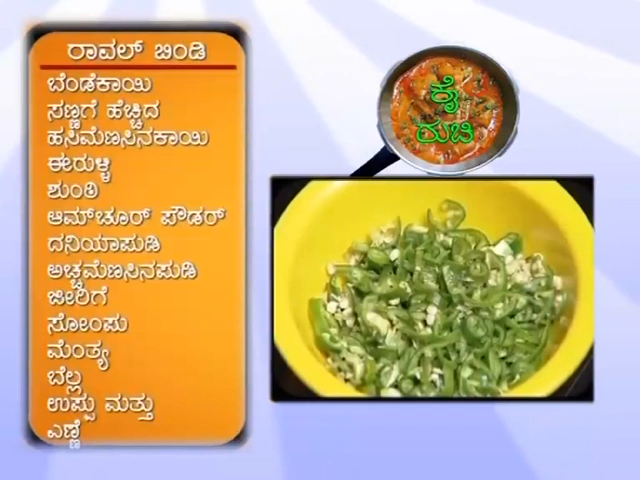 ರಾವಲ್ ಬಿಂಡಿ
ಬೆಂಡೆಕಾಯಿ
ಸಣ್ಣಗೆ ಹೆಚ್ಚಿದ
ಹಸಿಮೆಣಸಿನಕಾಯಿ
ಈರುಳ್ಳಿ
ಶುಂಠಿ
ಆಮ್‌ಚೂರ್ ಪೌಡರ್
ದನಿಯಾಪುಡಿ
ಅಚ್ಚಮೆಣಸಿನಪುಡಿ
ಜೀರಿಗೆ
ಸೋಂಪು
ಮೆಂತ್ಯ
ಬೆಲ್ಲ
ಉಪ್ಪು ಮತ್ತು
ಎಣ್ಣೆ
ಕೈ
ರುಚಿ